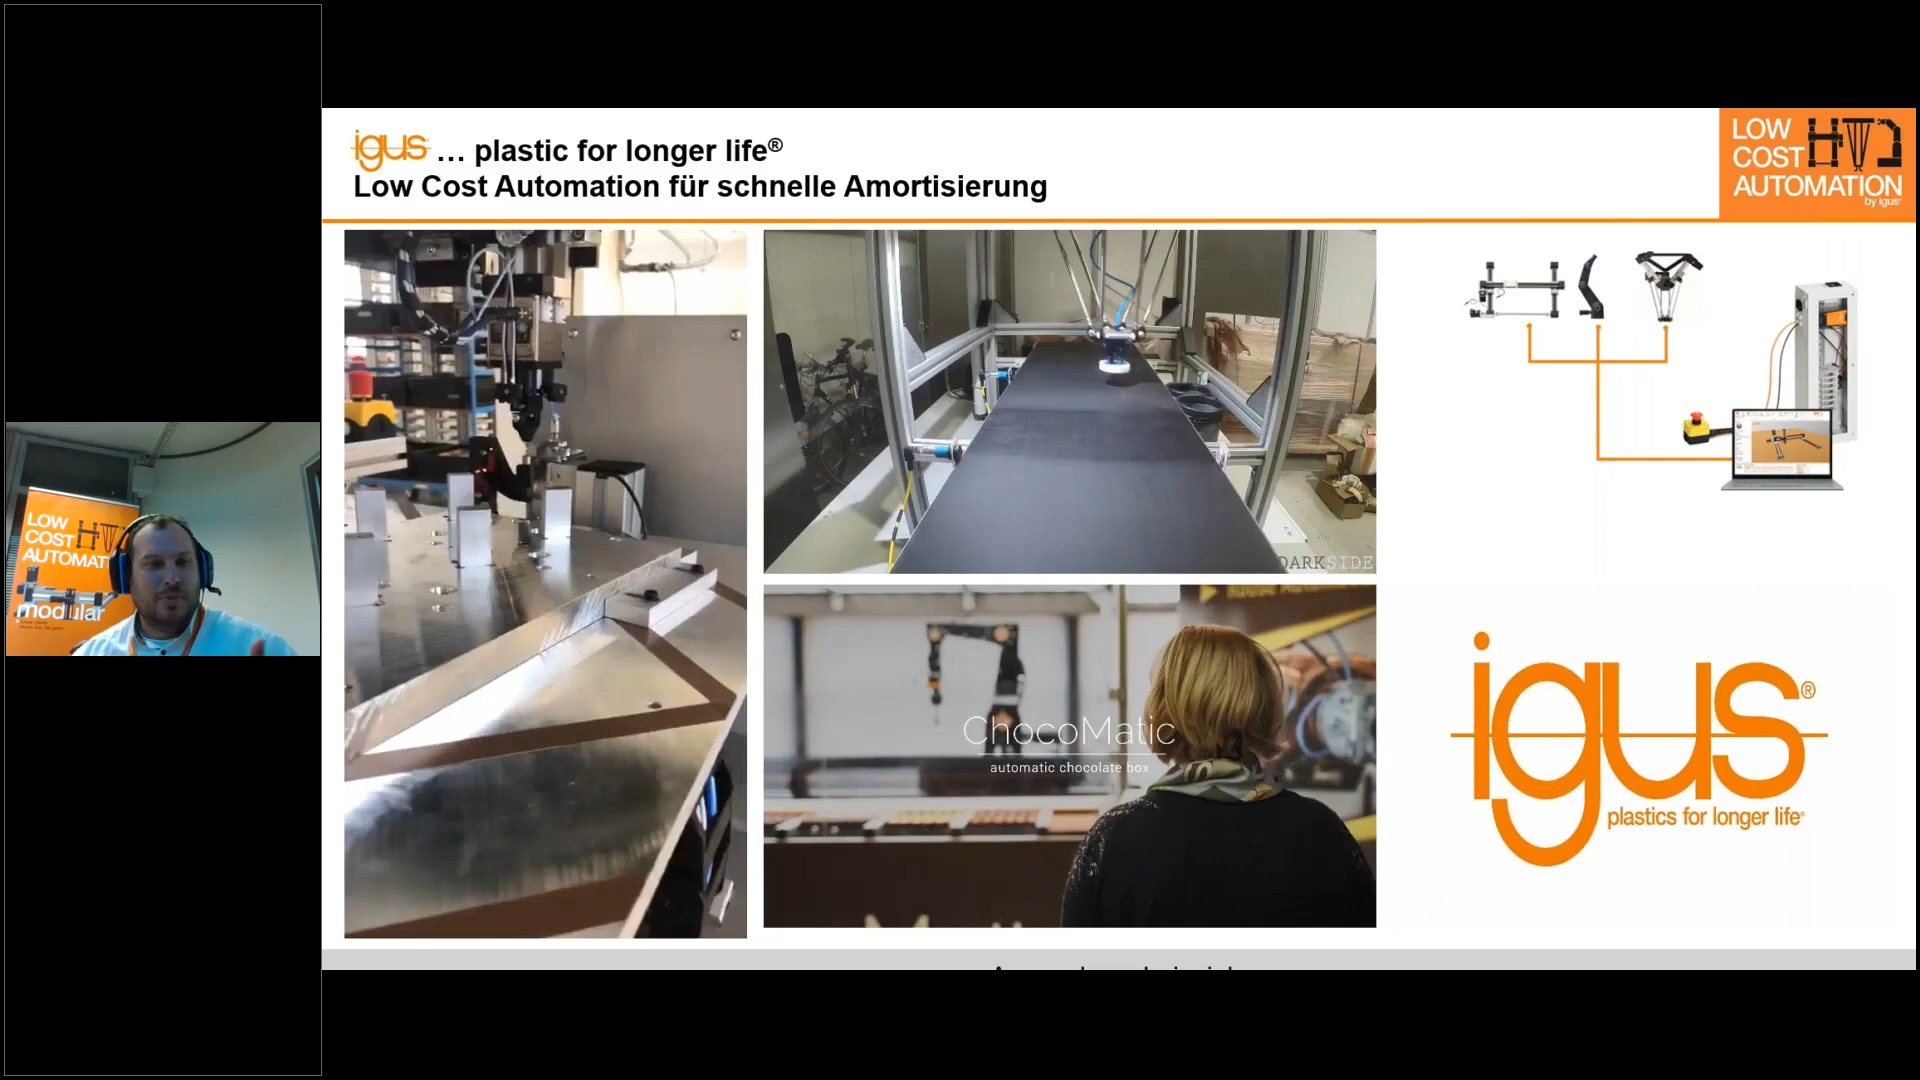 igus® ... plastic for longer life®
Low Cost Automation für schnelle Amortisierung
LOW
COST
AUTOMATION
by igus®
LOW
COST
AUTOMAT
modular
DARKSIDE
ChocoMatic
automatic chocolate box
igus®
plastics for longer life®